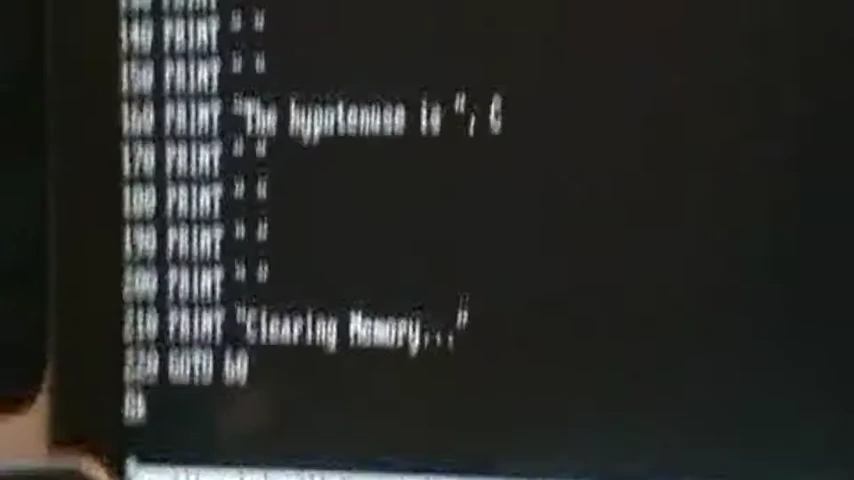 140 PRINT " "
150 PRINT " "
160 PRINT "The hypotenuse is "; C
170 PRINT " "
180 PRINT " "
190 PRINT " "
200 PRINT " "
210 PRINT "Clearing Memory..."
220 GOTO 60
Ok